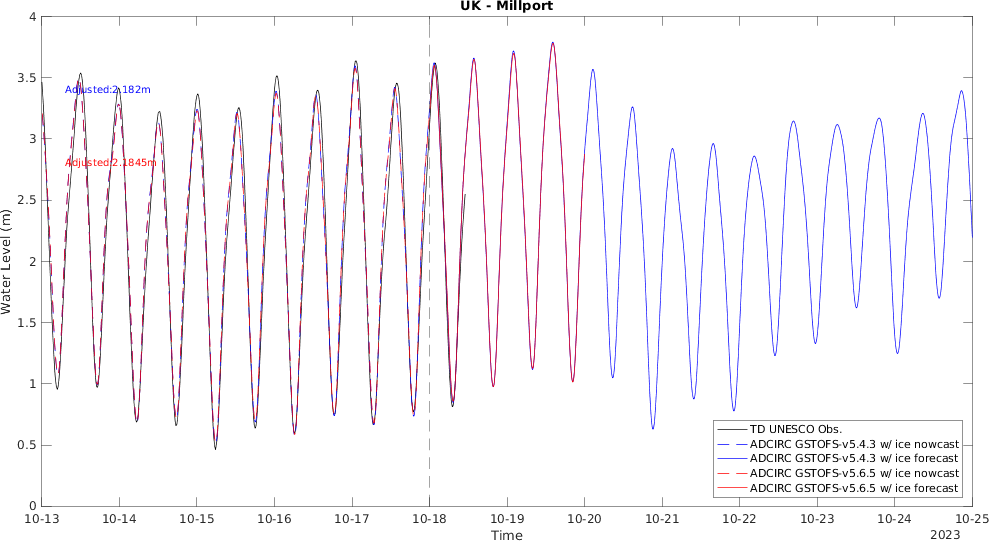 UK - Millport
4
3.5
3
2.5
2
1.5
1
0.5
0
Water Level (m)
Adjusted:2.182m
Adjusted:2.1845m
TD UNESCO Obs.
ADCIRC GSTOFS-v5.4.3 w/ ice nowcast
ADCIRC GSTOFS-v5.4.3 w/ ice forecast
ADCIRC GSTOFS-v5.6.5 w/ ice nowcast
ADCIRC GSTOFS-v5.6.5 w/ ice forecast
10-13 10-14 10-15 10-16 10-17 10-18 10-19 10-20 10-21 10-22 10-23 10-24 10-25
Time
2023